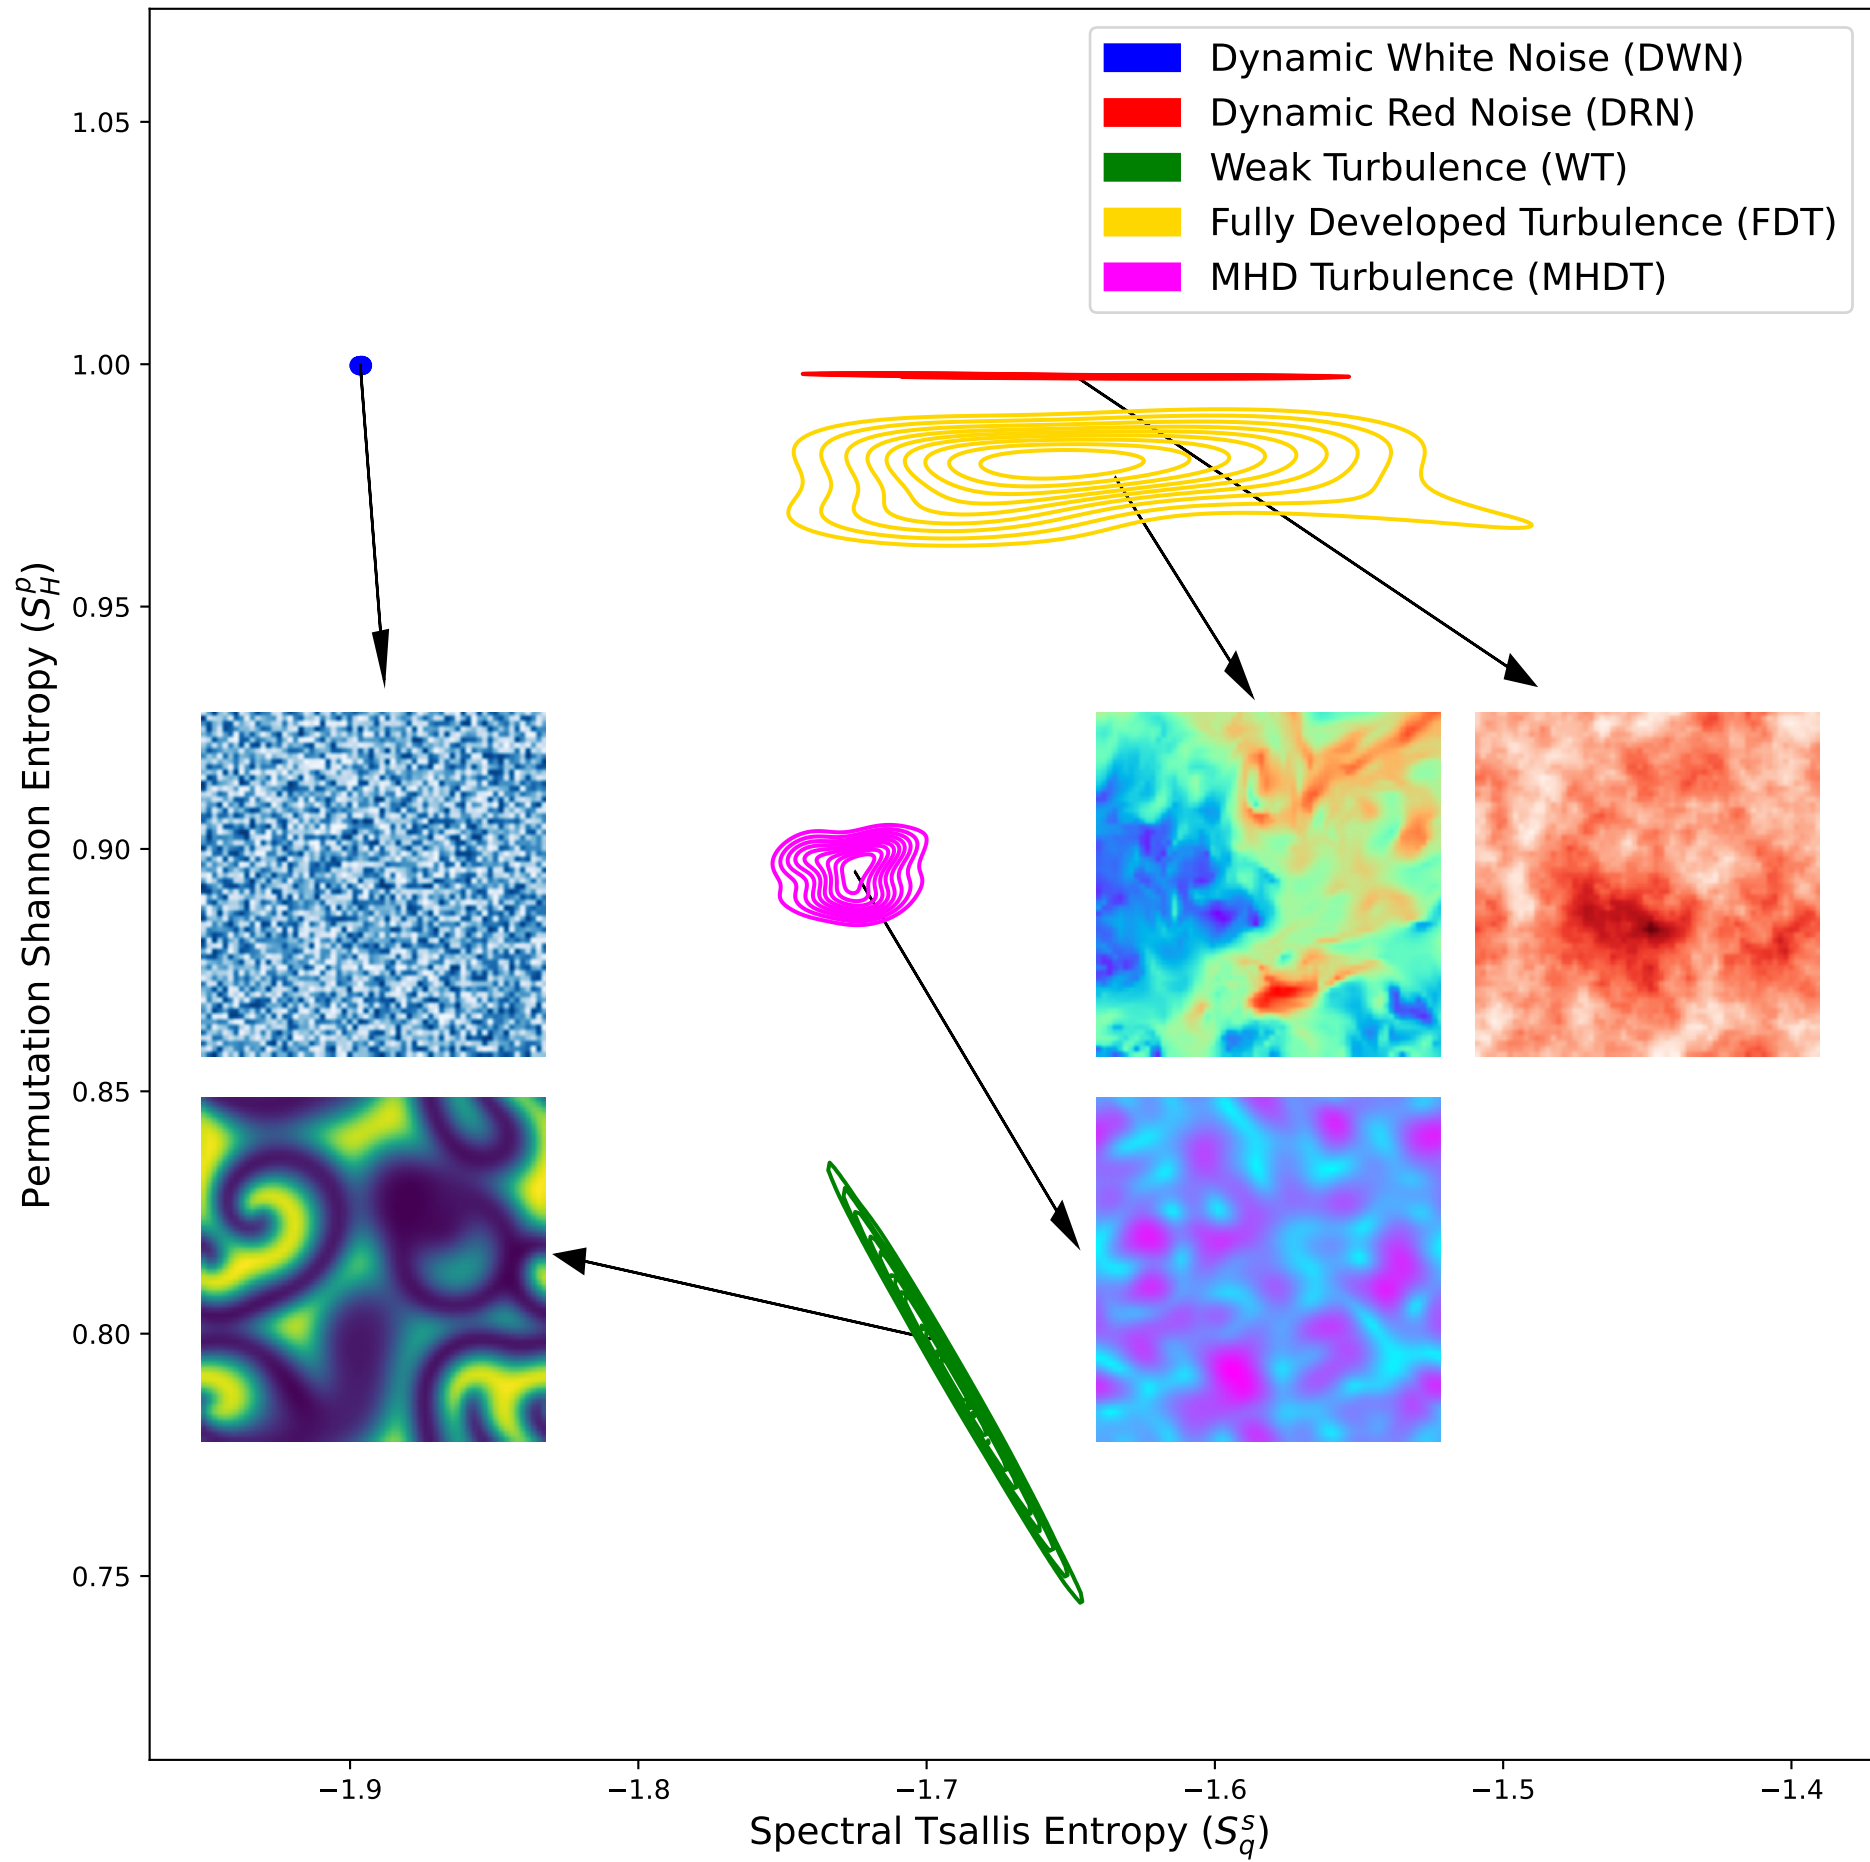 Dynamic White Noise (DWN)
Dynamic Red Noise (DRN)
Weak Turbulence (WT)
Fully Developed Turbulence (FDT)
MHD Turbulence (MHDT)
Permutation Shannon Entropy (S_H^p)
1.05
1.00
0.95
0.90
0.85
0.80
0.75
−1.9
−1.8
−1.7
−1.6
−1.5
−1.4
Spectral Tsallis Entropy (S_q^s)